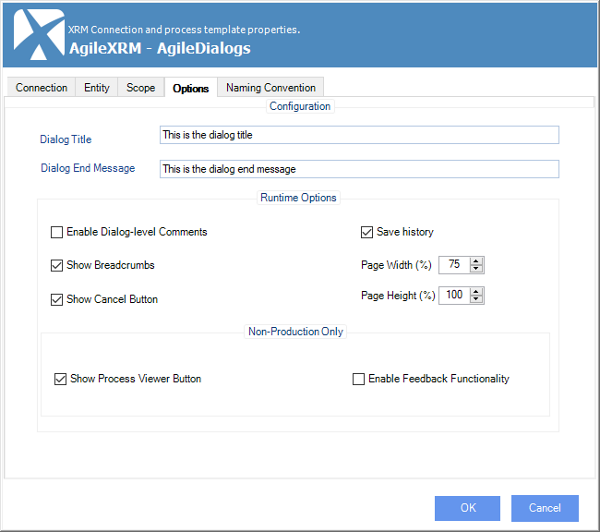 XRM Connection and process template properties.
AgileXRM - AgileDialogs
Connection Entity Scope Options Naming Convention
Configuration
Dialog Title This is the dialog title
Dialog End Message This is the dialog end message
Runtime Options
Enable Dialog-level Comments Save history
Show Breadcrumbs Page Width (%) 75
Show Cancel Button Page Height (%) 100
Non-Production Only
Show Process Viewer Button Enable Feedback Functionality
OK Cancel